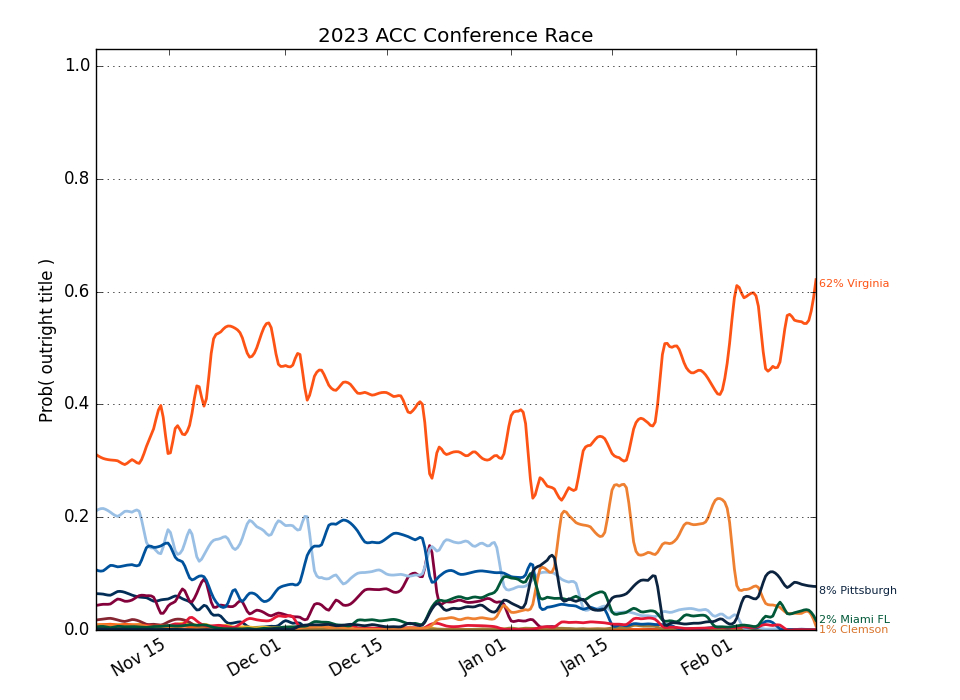 2023 ACC Conference Race
Prob( outright title )
1.0
0.8
0.6
0.4
0.2
0.0
Nov 15
Dec 01
Dec 15
Jan 01
Jan 15
Feb 01
62% Virginia
8% Pittsburgh
2% Miami FL
1% Clemson